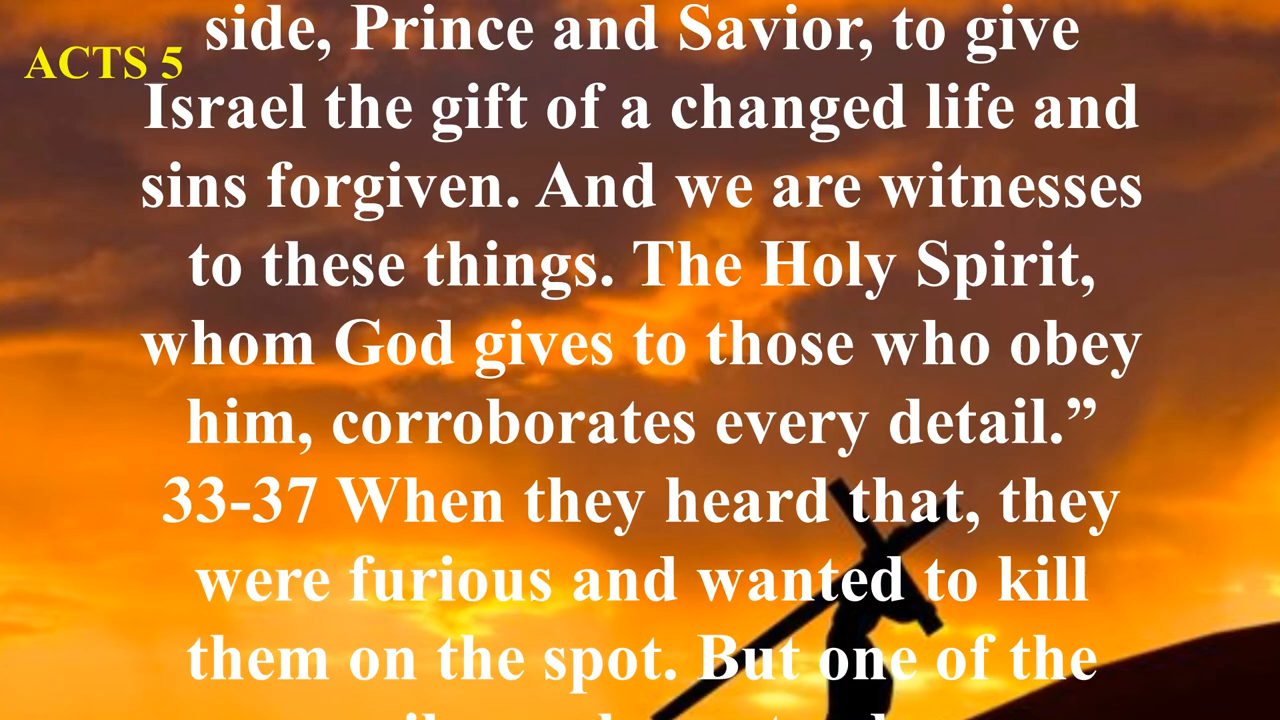 ACTS 5
side, Prince and Savior, to give
Israel the gift of a changed life and
sins forgiven. And we are witnesses
to these things. The Holy Spirit,
whom God gives to those who obey
him, corroborates every detail.”
33-37 When they heard that, they
were furious and wanted to kill
them on the spot. But one of the